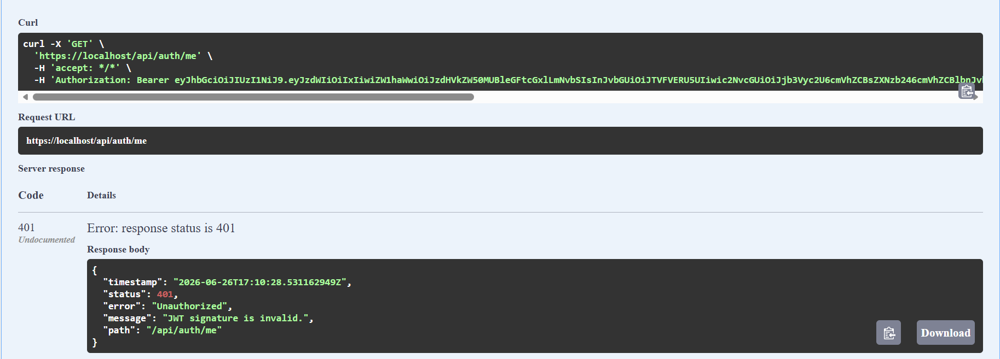 Curl
curl -X 'GET' \
'https://localhost/api/auth/me' \
-H 'accept: */*' \
-H 'Authorization: Bearer eyJhbGciOiJIUzI1NiJ9.eyJzdWIiOiIxIiwiZW1haWwiOiJzdHVkZW50MUBleGFtcGxlLmNvbSIsInJvbGUiOiJTVFVERU5UIiwic2NvcGUiOiJjb3Vyc2U6cmVhZCBsZXNzb246cmVhZCBlbnJv
Request URL
https://localhost/api/auth/me
Server response
Code Details
401 Error: response status is 401
Undocumented
Response body
{
"timestamp": "2026-06-26T17:10:28.531162949Z",
"status": 401,
"error": "Unauthorized",
"message": "JWT signature is invalid.",
"path": "/api/auth/me"
}
Download